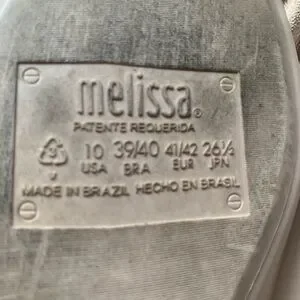 melissa®
PATENTE REQUERIDA
3 10 39/40 41/42 26½
V USA BRA EUR JPN
MADE IN BRAZIL HECHO EN BRASIL